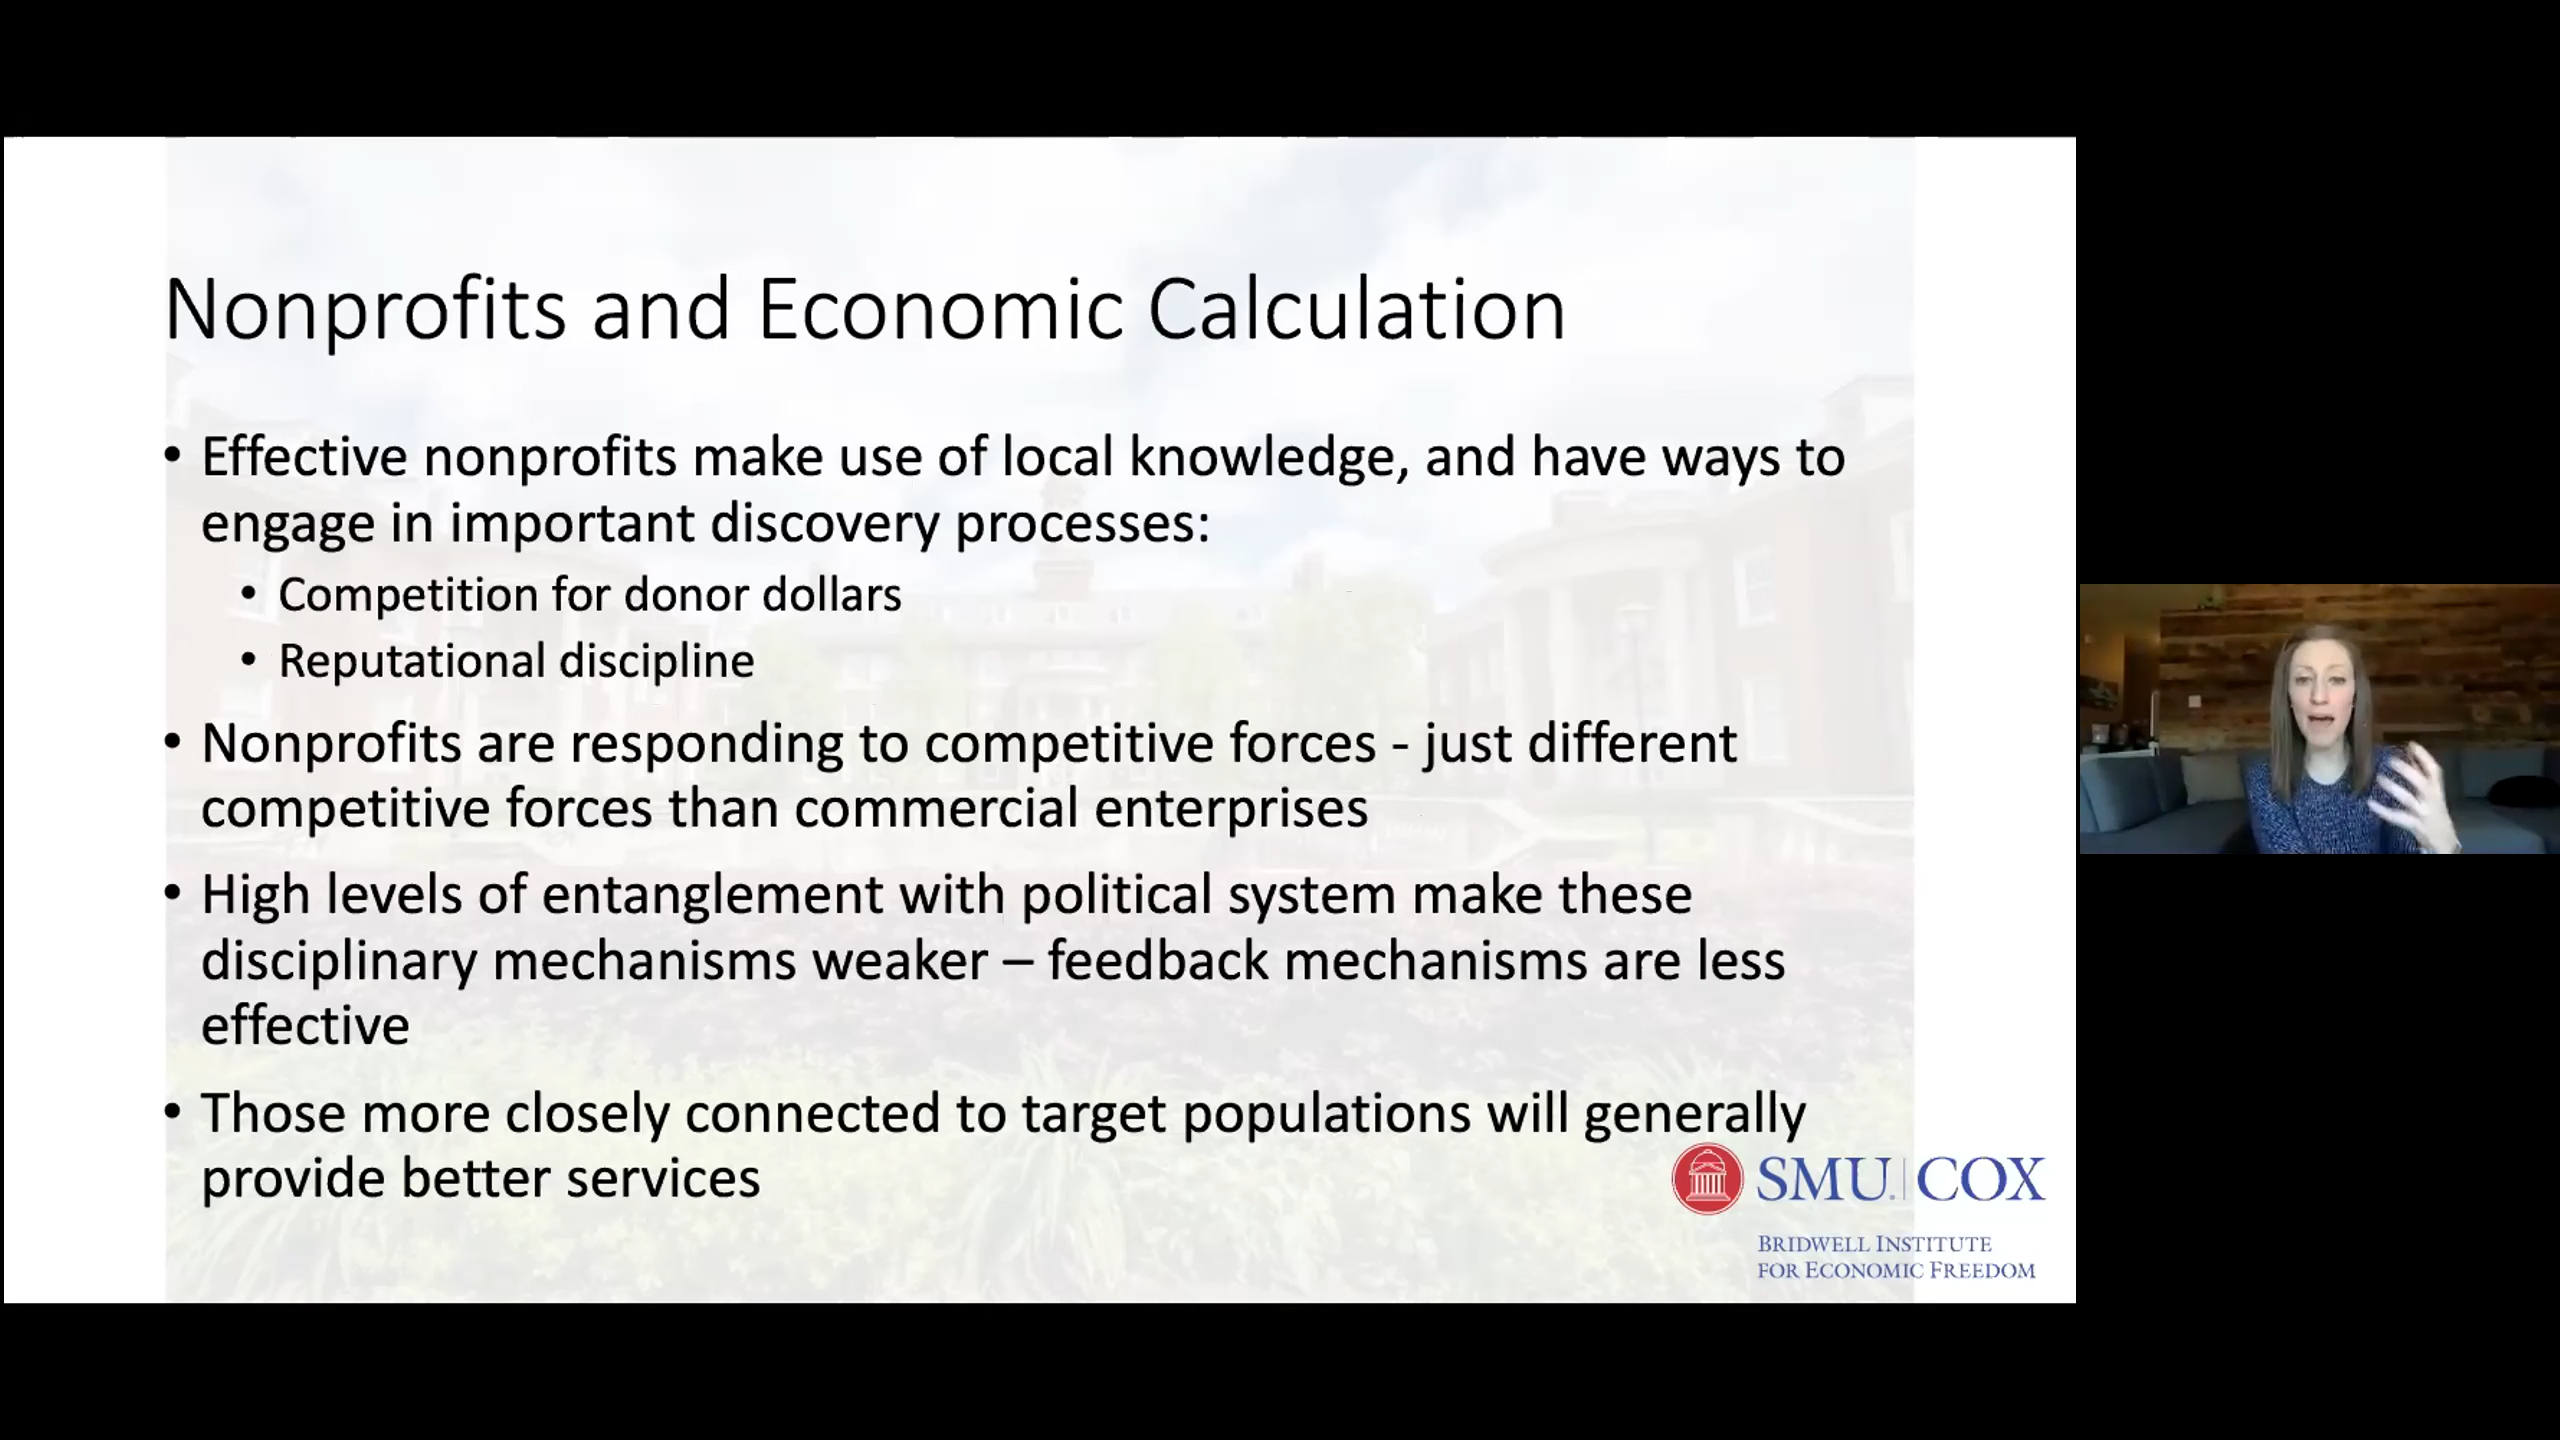 Nonprofits and Economic Calculation
• Effective nonprofits make use of local knowledge, and have ways to
engage in important discovery processes:
• Competition for donor dollars
• Reputational discipline
• Nonprofits are responding to competitive forces - just different
competitive forces than commercial enterprises
• High levels of entanglement with political system make these
disciplinary mechanisms weaker – feedback mechanisms are less
effective
• Those more closely connected to target populations will generally
provide better services
SMU. | COX
BRIDWELL INSTITUTE
FOR ECONOMIC FREEDOM